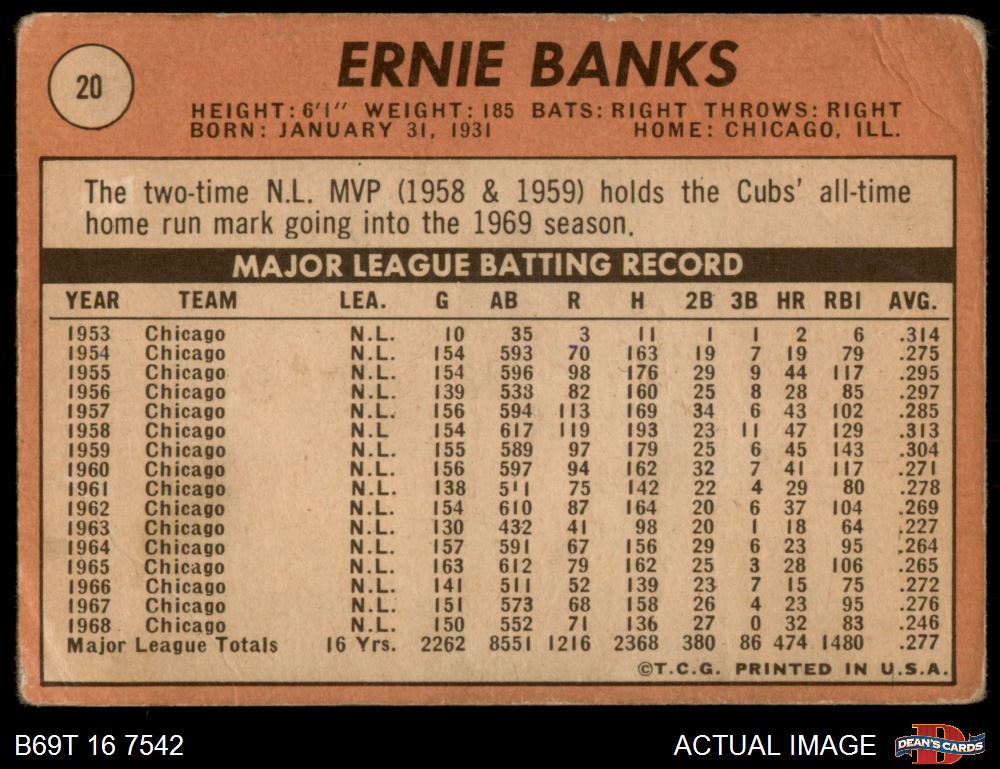 20
ERNIE BANKS
HEIGHT: 6'1" WEIGHT: 185 BATS: RIGHT THROWS: RIGHT
BORN: JANUARY 31, 1931 HOME: CHICAGO, ILL.
The two-time N.L. MVP (1958 & 1959) holds the Cubs' all-time
home run mark going into the 1969 season.
MAJOR LEAGUE BATTING RECORD
YEAR TEAM LEA. G AB R H 2B 3B HR RBI AVG.
1953 Chicago N.L. 10 35 3 11 1 1 2 6 .314
1954 Chicago N.L. 154 593 70 163 19 7 19 79 .275
1955 Chicago N.L. 154 596 98 176 29 9 44 117 .295
1956 Chicago N.L. 139 538 82 160 25 8 28 85 .297
1957 Chicago N.L. 156 594 113 169 34 6 43 102 .285
1958 Chicago N.L 154 617 119 193 23 11 47 129 .313
1959 Chicago N.L. 155 589 97 179 25 6 45 143 .304
1960 Chicago N.L. 156 597 94 162 32 7 41 117 .271
1961 Chicago N.L. 138 511 75 142 22 4 29 80 .278
1962 Chicago N.L. 154 610 87 164 20 6 37 104 .269
1963 Chicago N.L. 130 432 41 98 20 1 18 64 .227
1964 Chicago N.L. 157 591 67 156 29 6 23 95 .264
1965 Chicago N.L. 163 612 79 162 25 3 28 106 .265
1966 Chicago N.L. 141 511 52 139 23 7 15 75 .272
1967 Chicago N.L. 151 573 68 158 26 4 23 95 .276
1968 Chicago N.L. 150 552 71 136 27 0 32 83 .246
Major League Totals 16 Yrs. 2262 8551 1216 2368 380 86 474 1480 .277
©T.C.G. PRINTED IN U.S.A.
B69T 16 7542
ACTUAL IMAGE
D
DEAN'S CARDS